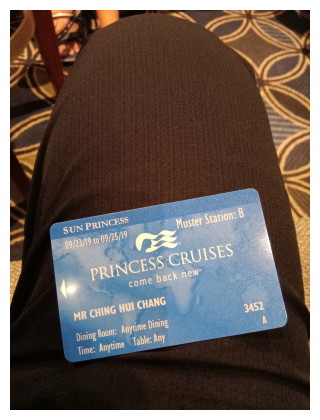 SUN PRINCESS
Muster Station: B
09/23/19 to 09/25/19
PRINCESS CRUISES
come back new
MR CHING HUI CHANG
3452
A
Dining Room: Anytime Dining
Time: Anytime Table: Any